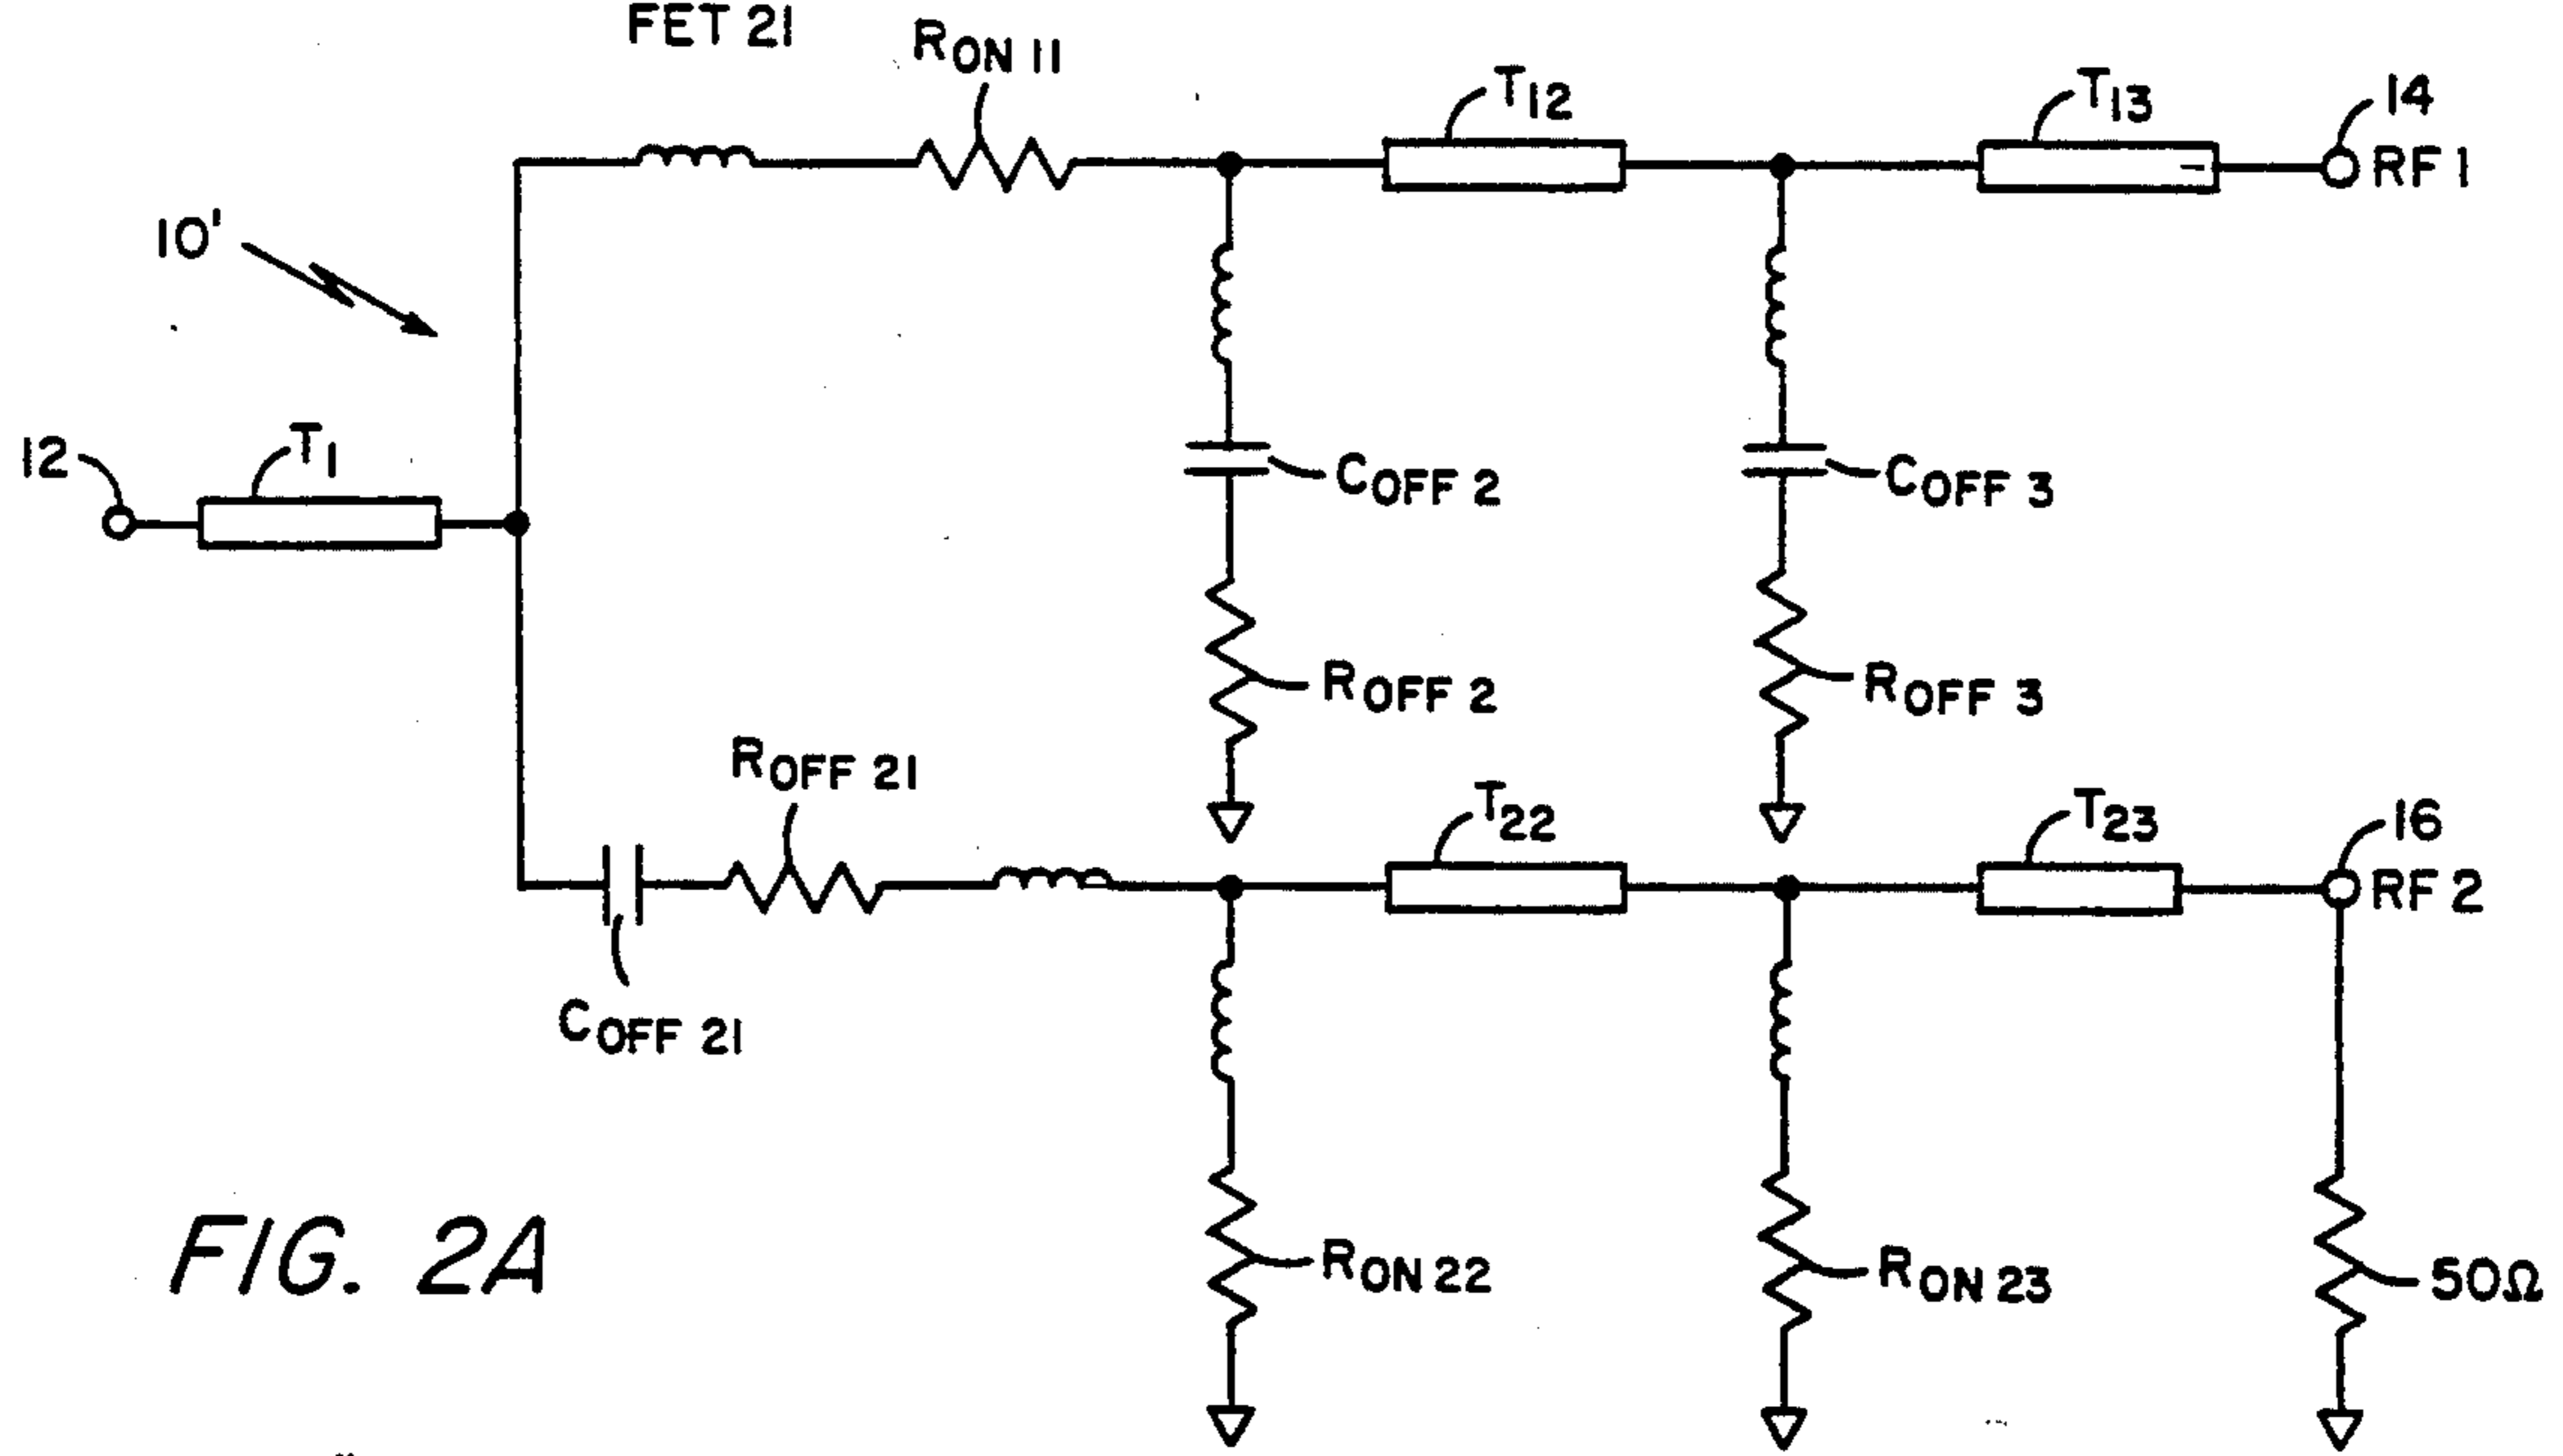 FET 21
RON 11
T12
T13
14
RF 1
10'
12
T1
COFF 2
COFF 3
ROFF 2
ROFF 3
ROFF 21
T22
T23
16
RF 2
COFF 21
RON 22
RON 23
50Ω
FIG. 2A